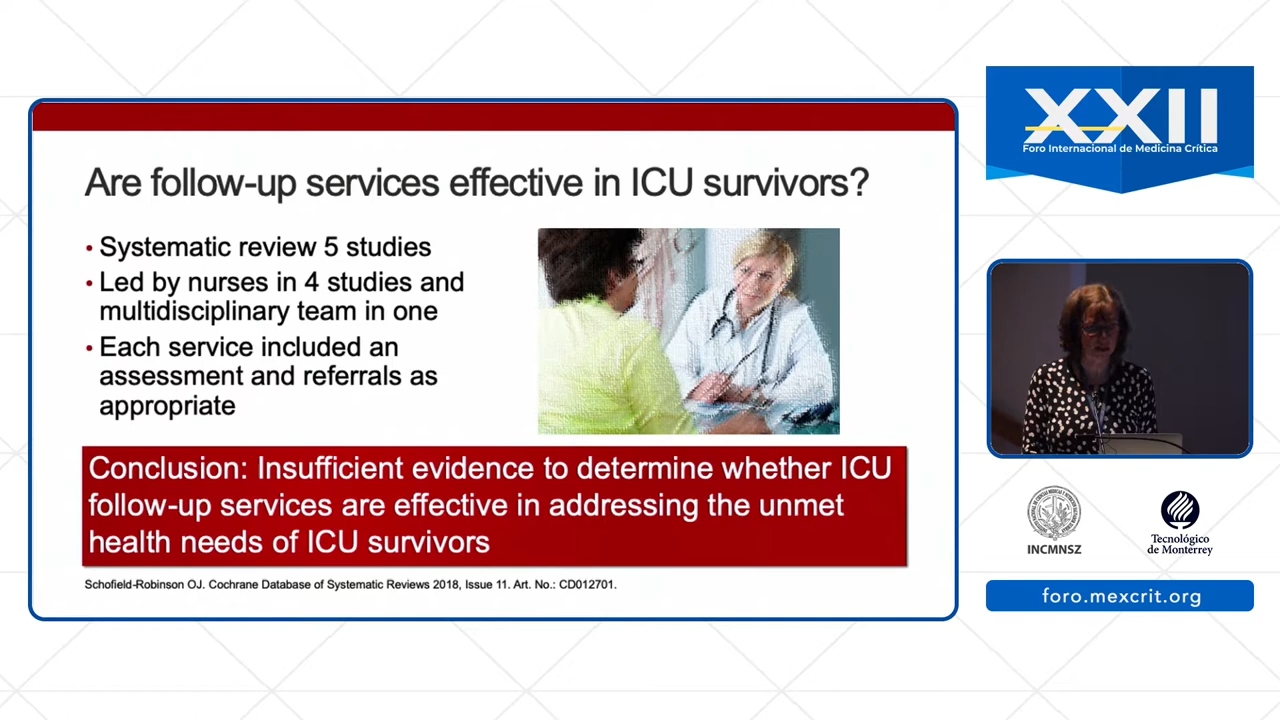 Are follow-up services effective in ICU survivors?
• Systematic review 5 studies
• Led by nurses in 4 studies and
multidisciplinary team in one
• Each service included an
assessment and referrals as
appropriate
Conclusion: Insufficient evidence to determine whether ICU
follow-up services are effective in addressing the unmet
health needs of ICU survivors
Schofield-Robinson OJ. Cochrane Database of Systematic Reviews 2018, Issue 11. Art. No.: CD012701.
XXII
Foro Internacional de Medicina Crítica
INCMNSZ
Tecnológico
de Monterrey
foro.mexcrit.org